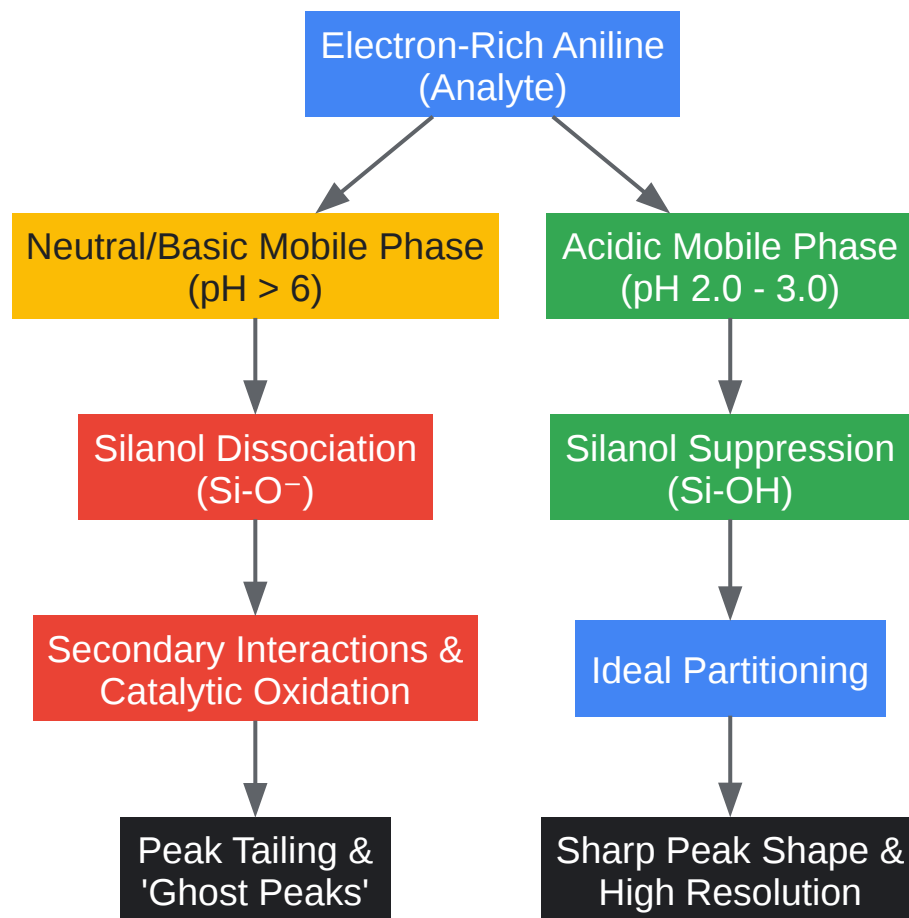 Electron-Rich Aniline
(Analyte)
Neutral/Basic Mobile Phase
(pH > 6)
Acidic Mobile Phase
(pH 2.0 - 3.0)
Silanol Dissociation
(Si-O⁻)
Silanol Suppression
(Si-OH)
Secondary Interactions &
Catalytic Oxidation
Ideal Partitioning
Peak Tailing &
'Ghost Peaks'
Sharp Peak Shape &
High Resolution